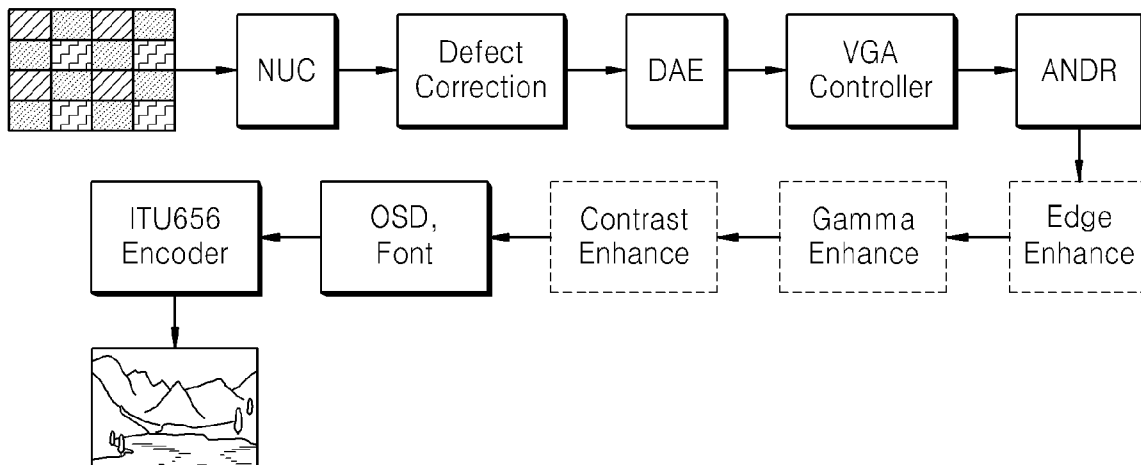 NUC
Defect
Correction
DAE
VGA
Controller
ANDR
Edge
Enhance
Gamma
Enhance
Contrast
Enhance
OSD,
Font
ITU656
Encoder